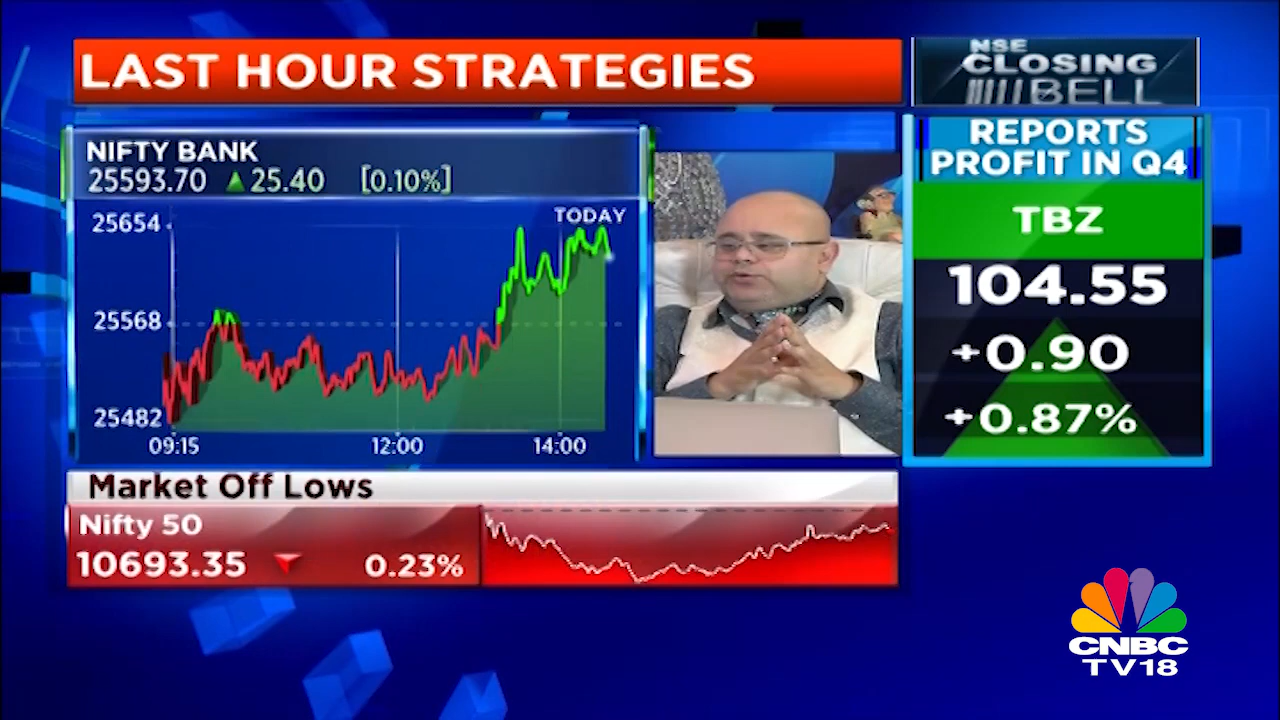 LAST HOUR STRATEGIES
NSE
CLOSING
BELL
NIFTY BANK
25593.70 ▲25.40 [0.10%]
TODAY
25654
25568
25482
09:15 12:00 14:00
REPORTS
PROFIT IN Q4
TBZ
104.55
+0.90
+0.87%
Market Off Lows
Nifty 50
10693.35 ▼ 0.23%
CNBC
TV18